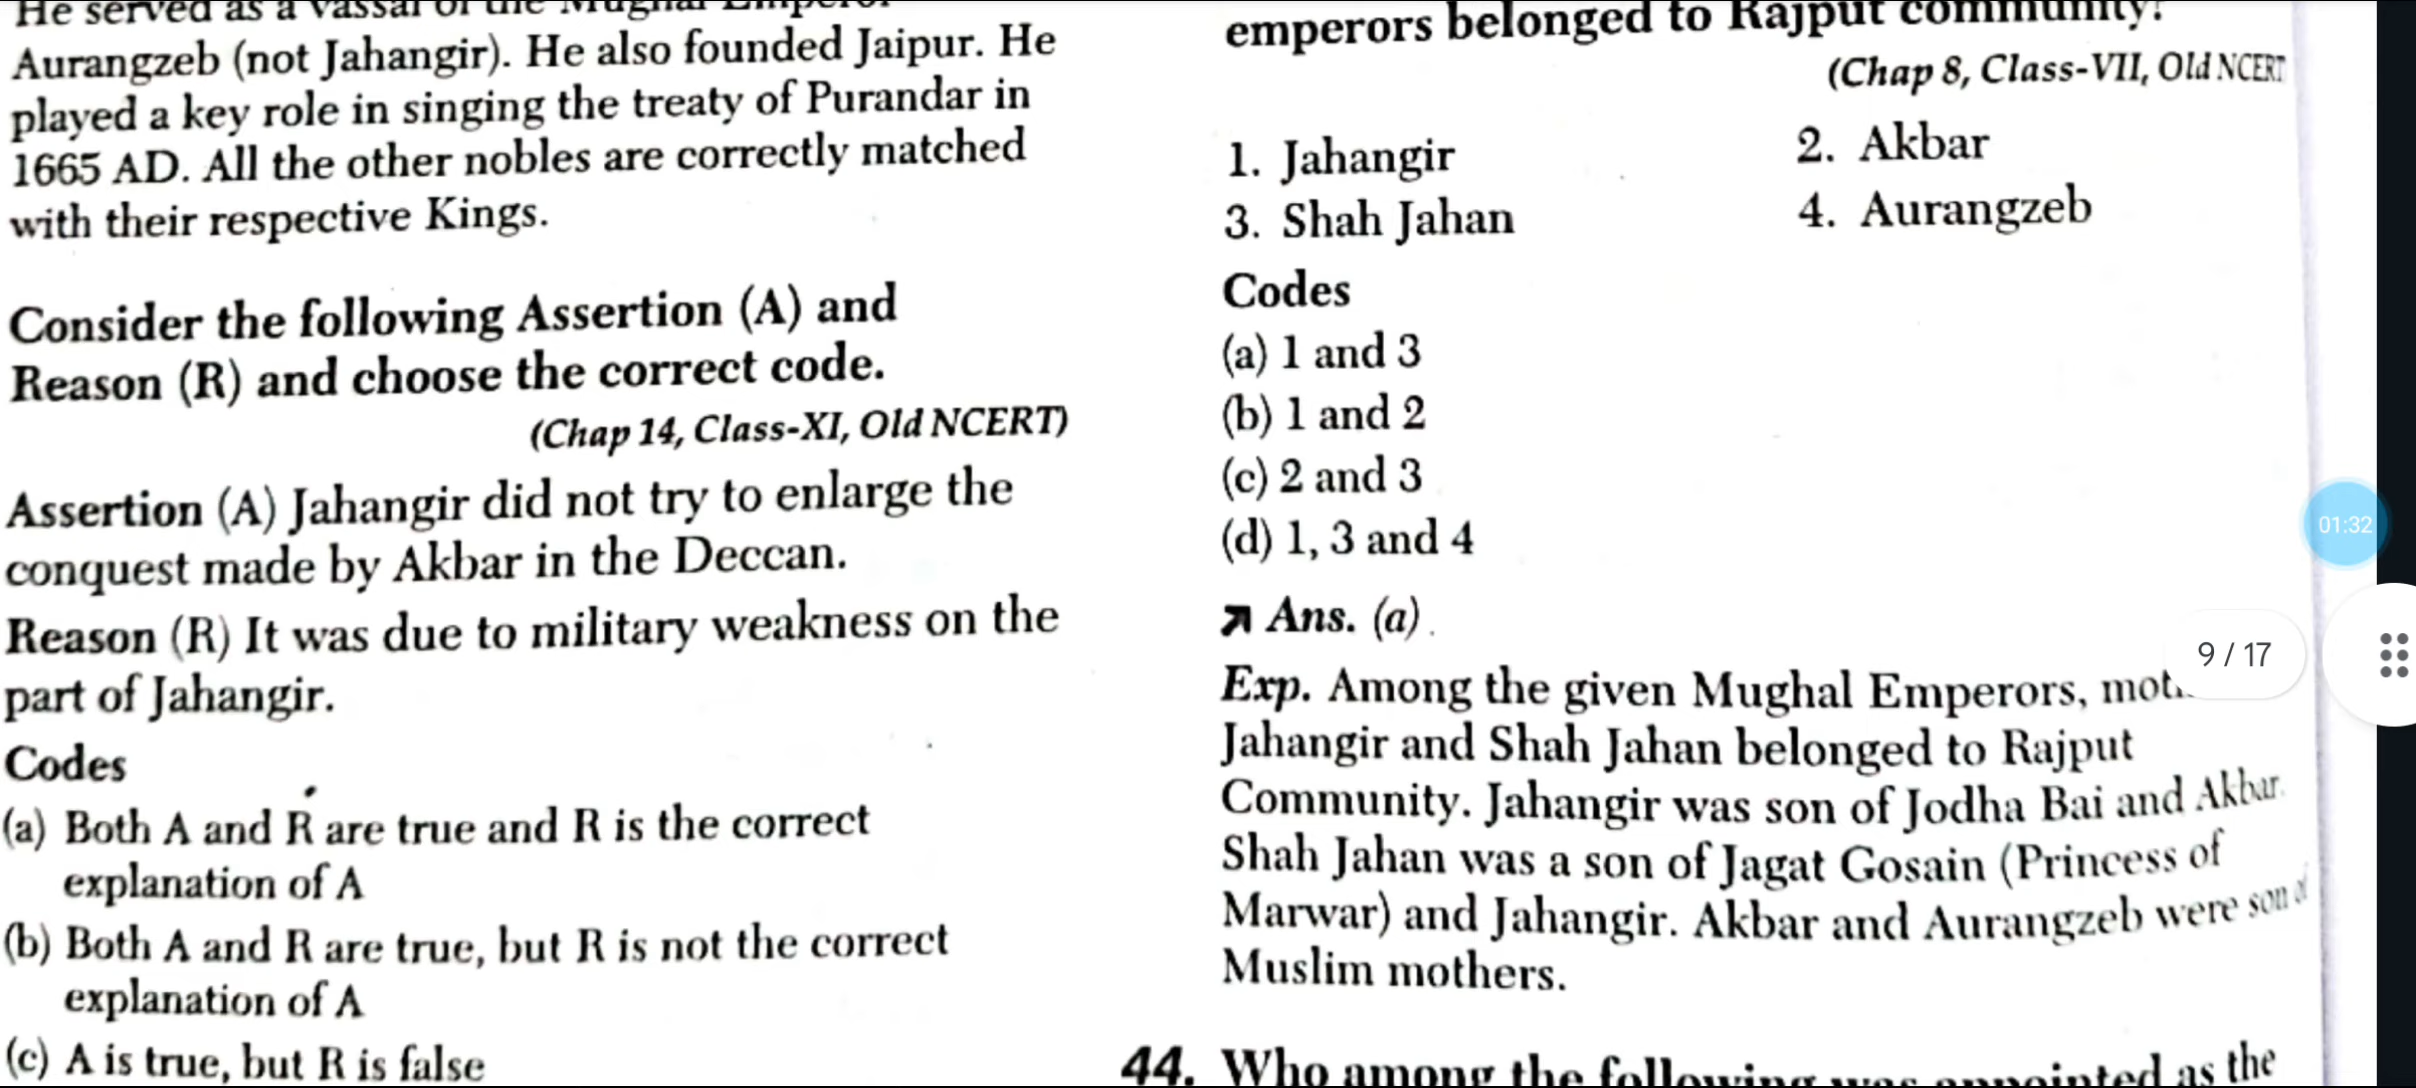 He served as a vassal of the Mughal Emperor
Aurangzeb (not Jahangir). He also founded Jaipur. He
played a key role in singing the treaty of Purandar in
1665 AD. All the other nobles are correctly matched
with their respective Kings.
Consider the following Assertion (A) and
Reason (R) and choose the correct code.
(Chap 14, Class-XI, Old NCERT)
Assertion (A) Jahangir did not try to enlarge the
conquest made by Akbar in the Deccan.
Reason (R) It was due to military weakness on the
part of Jahangir.
Codes
(a) Both A and R are true and R is the correct
explanation of A
(b) Both A and R are true, but R is not the correct
explanation of A
(c) A is true, but R is false
emperors belonged to Rajput community?
(Chap 8, Class-VII, Old NCERT
1. Jahangir 2. Akbar
3. Shah Jahan 4. Aurangzeb
Codes
(a) 1 and 3
(b) 1 and 2
(c) 2 and 3
(d) 1, 3 and 4
Ans. (a)
Exp. Among the given Mughal Emperors,
Jahangir and Shah Jahan belonged to Rajput
Community. Jahangir was son of Jodha Bai and Akbar.
Shah Jahan was a son of Jagat Gosain (Princess of
Marwar) and Jahangir. Akbar and Aurangzeb were son of
Muslim mothers.
44. Who among the following was appointed as the
01:32
9 / 17